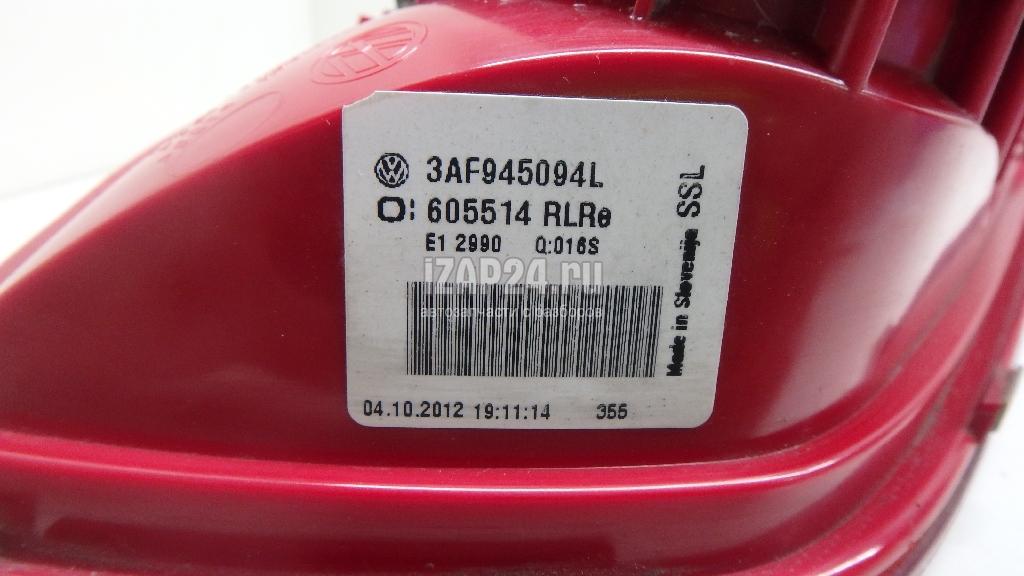 3AF945094L
O: 605514 RLRe
E1 2990 Q:016S
iZAP24.ru
автозапчасти с разборов
04.10.2012 19:11:14 355
Made in Slovenija SSL